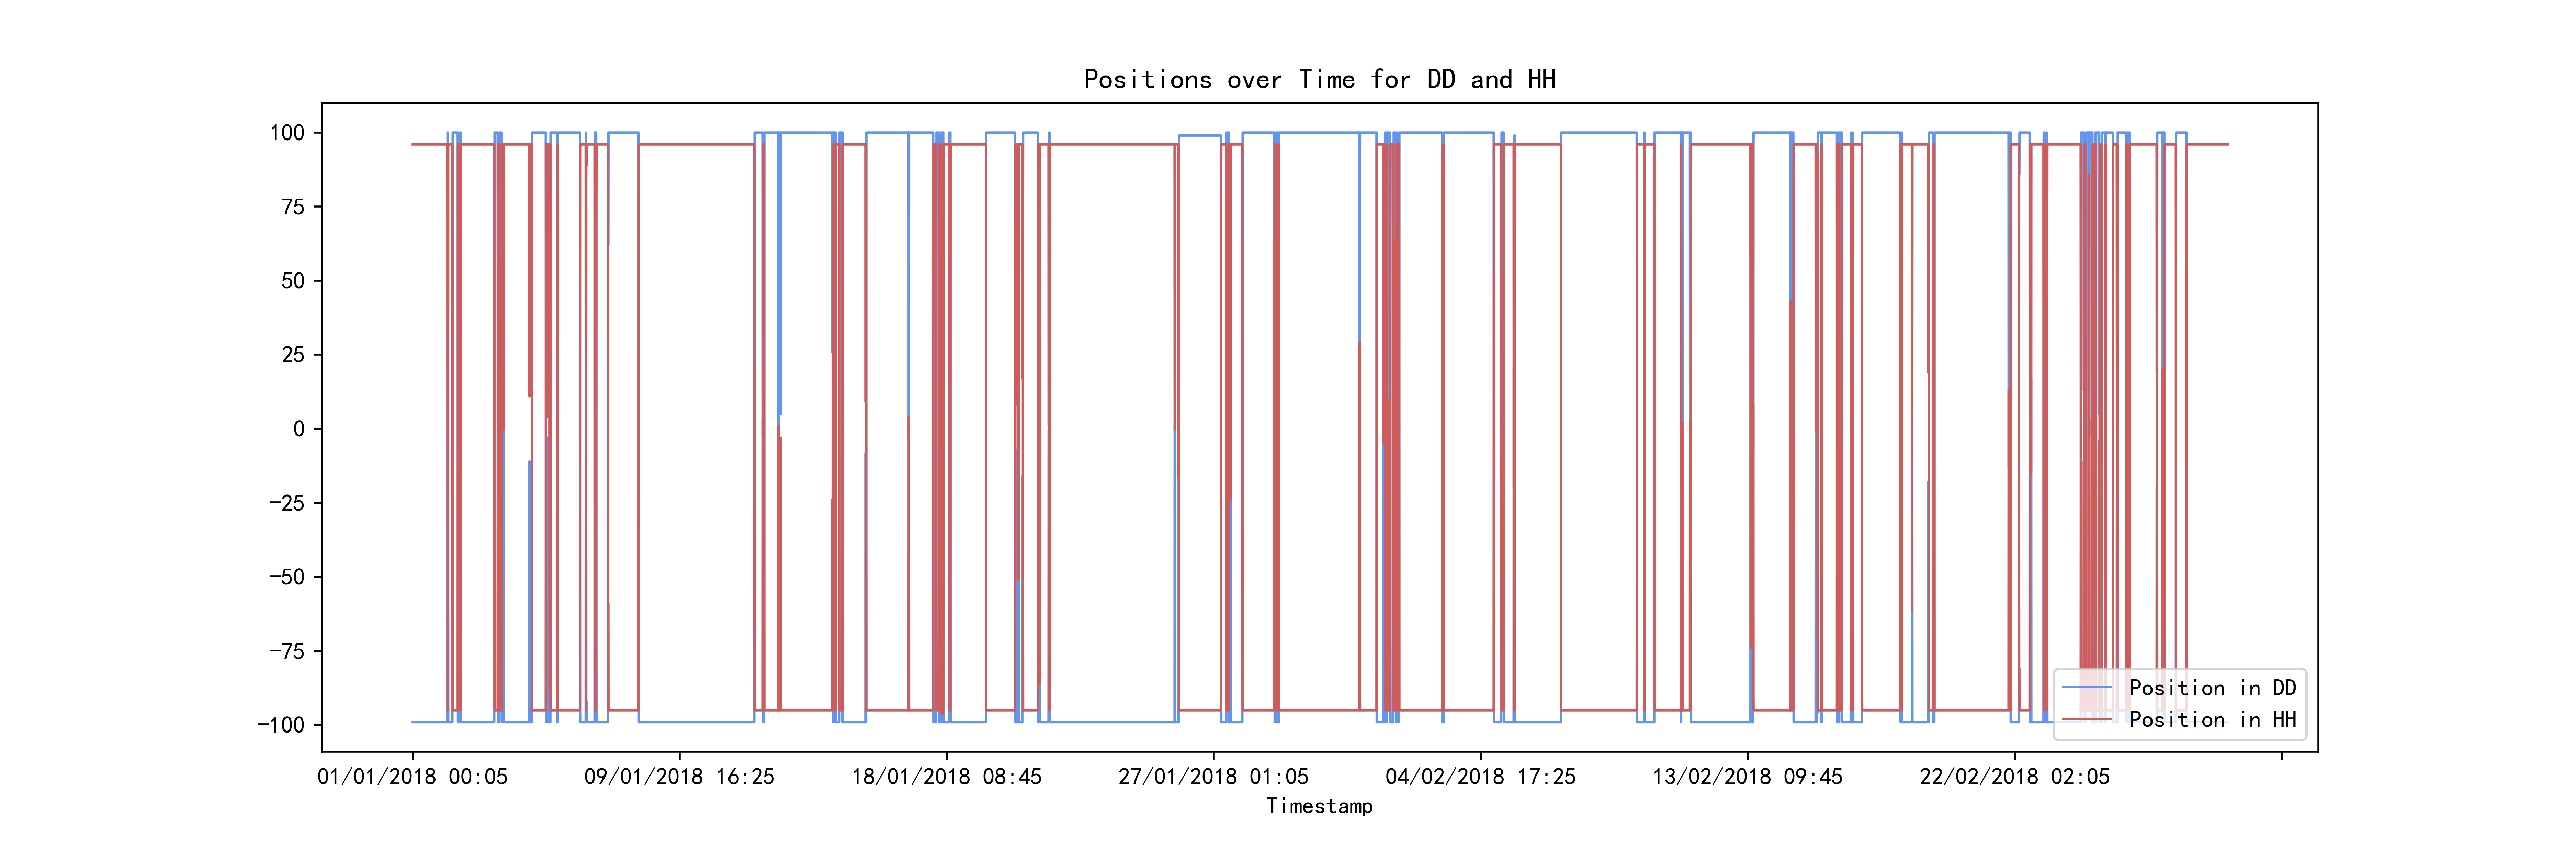 Positions over Time for DD and HH
100
75
50
25
0
−25
−50
−75
−100
Position in DD
Position in HH
01/01/2018 00:05 09/01/2018 16:25 18/01/2018 08:45 27/01/2018 01:05 04/02/2018 17:25 13/02/2018 09:45 22/02/2018 02:05
Timestamp